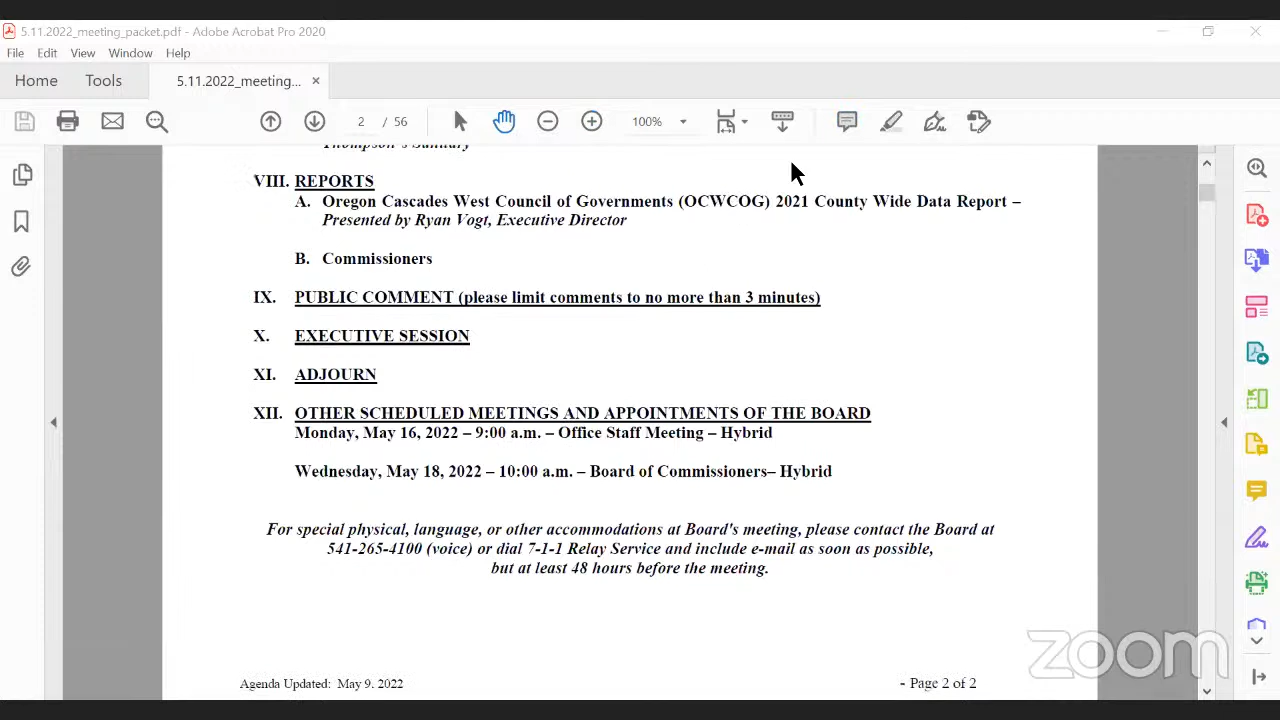 5.11.2022_meeting_packet.pdf - Adobe Acrobat Pro 2020
File Edit View Window Help
Home Tools 5.11.2022_meeting... ×
2 / 56 100%
Thompson's Sanitary
VIII. REPORTS
A. Oregon Cascades West Council of Governments (OCWCOG) 2021 County Wide Data Report –
Presented by Ryan Vogt, Executive Director
B. Commissioners
IX. PUBLIC COMMENT (please limit comments to no more than 3 minutes)
X. EXECUTIVE SESSION
XI. ADJOURN
XII. OTHER SCHEDULED MEETINGS AND APPOINTMENTS OF THE BOARD
Monday, May 16, 2022 – 9:00 a.m. – Office Staff Meeting – Hybrid
Wednesday, May 18, 2022 – 10:00 a.m. – Board of Commissioners– Hybrid
For special physical, language, or other accommodations at Board's meeting, please contact the Board at
541-265-4100 (voice) or dial 7-1-1 Relay Service and include e-mail as soon as possible,
but at least 48 hours before the meeting.
zoom
Agenda Updated: May 9. 2022 - Page 2 of 2